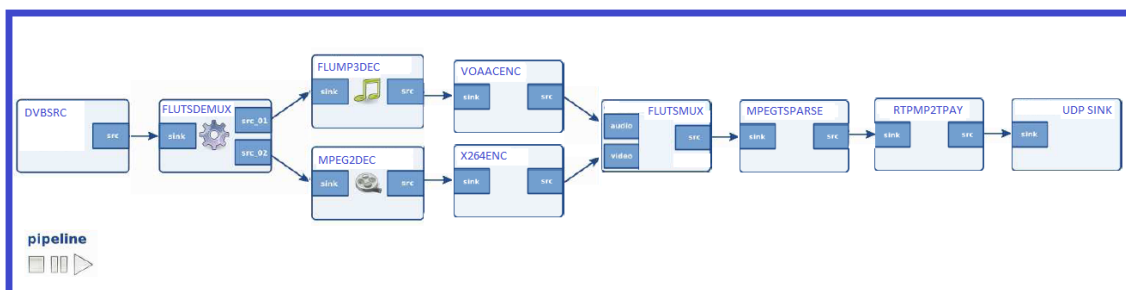 DVBSRC
src
FLUTSDEMUX
sink
src_01
src_02
FLUMP3DEC
sink
src
MPEG2DEC
sink
src
VOAACENC
sink
src
X264ENC
sink
src
FLUTSMUX
audio
video
src
MPEGTSPARSE
sink
src
RTPMP2TPAY
sink
src
UDP SINK
sink
pipeline